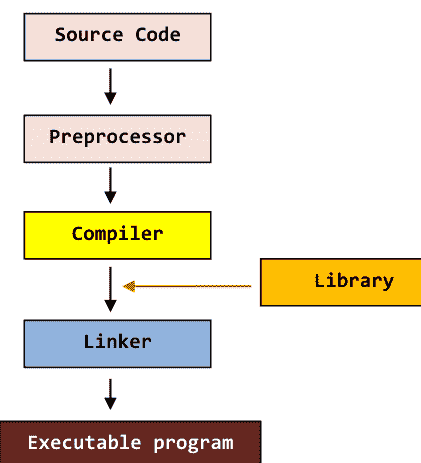 Source Code
Preprocessor
Compiler
Library
Linker
Executable program